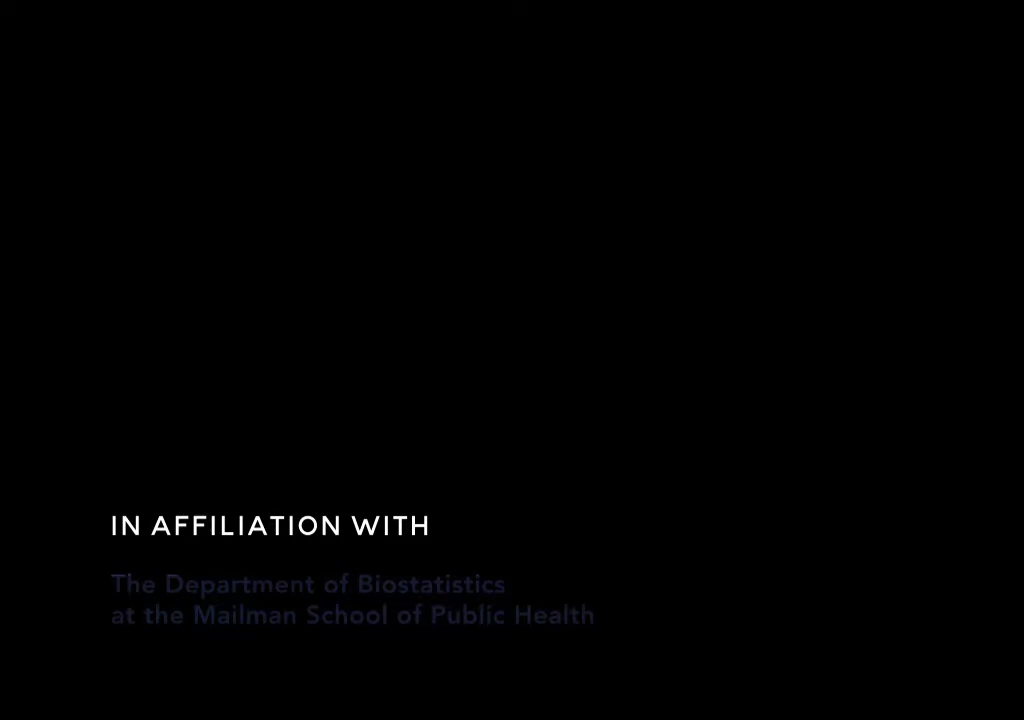 IN AFFILIATION WITH
The Department of Biostatistics
at the Mailman School of Public Health